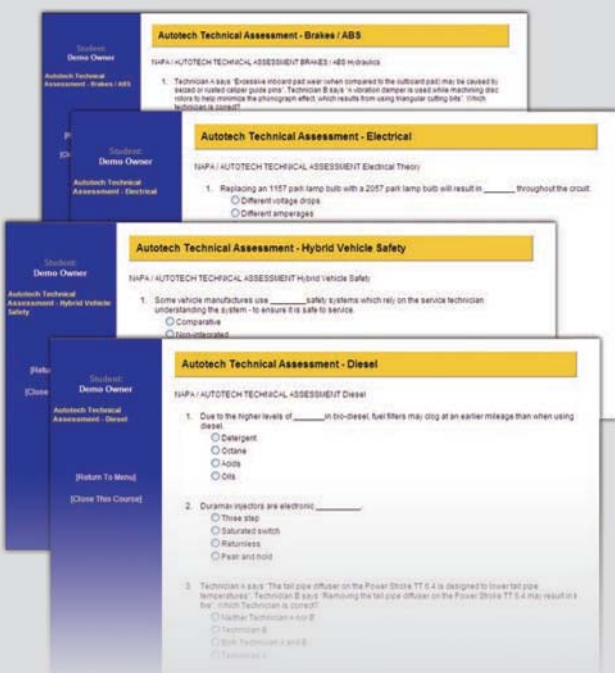 Student:
Demo Owner
Autotech Technical
Assessment - Brakes / ABS
Autotech Technical Assessment - Brakes / ABS
NAPA / AUTOTECH TECHNICAL ASSESSMENT BRAKES / ABS Hydraulics
1. Technician A says 'Excessive inboard pad wear (when compared to the outboard pad) may be caused by
seized or rusted caliper guide pins'. Technician B says 'A vibration damper is used while machining disc
rotors to help minimize the phonograph effect, which results from using triangular cutting bits'. Which
technician is correct?
Student:
Demo Owner
Autotech Technical
Assessment - Electrical
Autotech Technical Assessment - Electrical
NAPA / AUTOTECH TECHNICAL ASSESSMENT Electrical Theory
1. Replacing an 1157 park lamp bulb with a 2057 park lamp bulb will result in ______ throughout the circuit.
Different voltage drops
Different amperages
Student:
Demo Owner
Autotech Technical
Assessment - Hybrid Vehicle
Safety
Autotech Technical Assessment - Hybrid Vehicle Safety
NAPA / AUTOTECH TECHNICAL ASSESSMENT Hybrid Vehicle Safety
1. Some vehicle manufactures use ________safety systems which rely on the service technician
understanding the system - to ensure it is safe to service.
Comparative
Non-integrated
[Retu
[Close
Student:
Demo Owner
Autotech Technical
Assessment - Diesel
[Return To Menu]
[Close This Course]
Autotech Technical Assessment - Diesel
NAPA / AUTOTECH TECHNICAL ASSESSMENT Diesel
1. Due to the higher levels of _______in bio-diesel, fuel filters may clog at an earlier mileage than when using
diesel.
Detergent
Octane
Acids
Oils
2. Duramax injectors are electronic _________.
Three step
Saturated switch
Returnless
Peak and hold
3. Technician A says 'The tail pipe diffuser on the Power Stroke TT 6.4 is designed to lower tail pipe
temperatures'. Technician B says 'Removing the tail pipe diffuser on the Power Stroke TT 6.4 may result in a
fire'. Which Technician is correct?
Neither Technician A nor B
Technician B
Both Technician A and B
Technician A